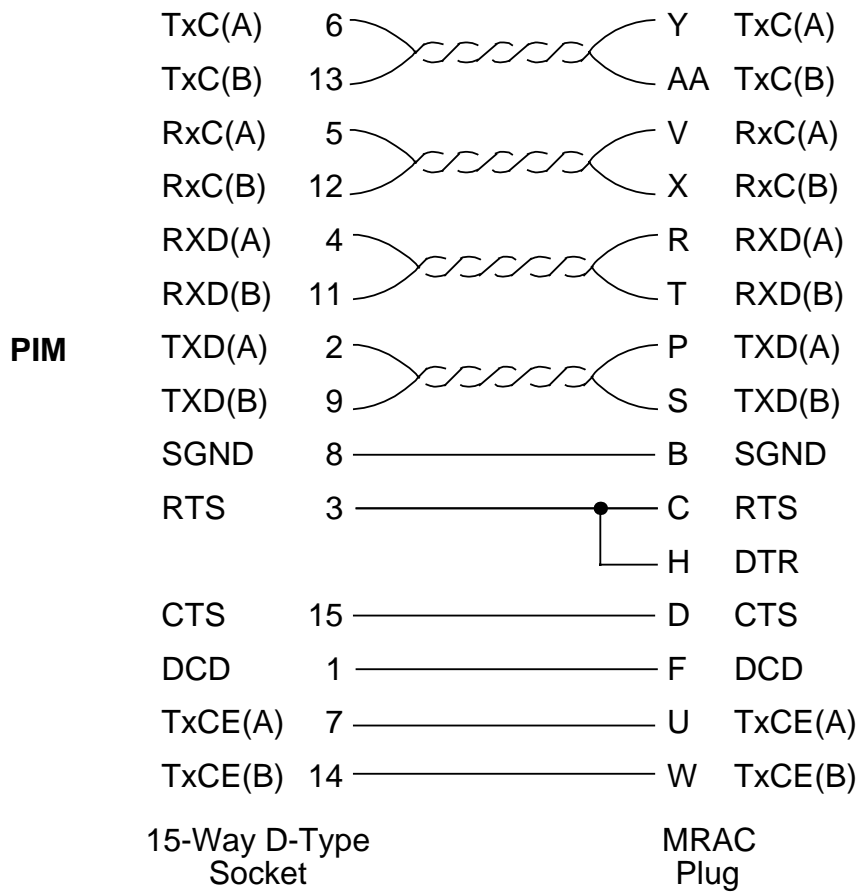 TxC(A) 6 Y TxC(A)
TxC(B) 13 AA TxC(B)
RxC(A) 5 V RxC(A)
RxC(B) 12 X RxC(B)
RXD(A) 4 R RXD(A)
RXD(B) 11 T RXD(B)
PIM TXD(A) 2 P TXD(A)
TXD(B) 9 S TXD(B)
SGND 8 B SGND
RTS 3 C RTS
H DTR
CTS 15 D CTS
DCD 1 F DCD
TxCE(A) 7 U TxCE(A)
TxCE(B) 14 W TxCE(B)
15-Way D-Type MRAC
Socket Plug